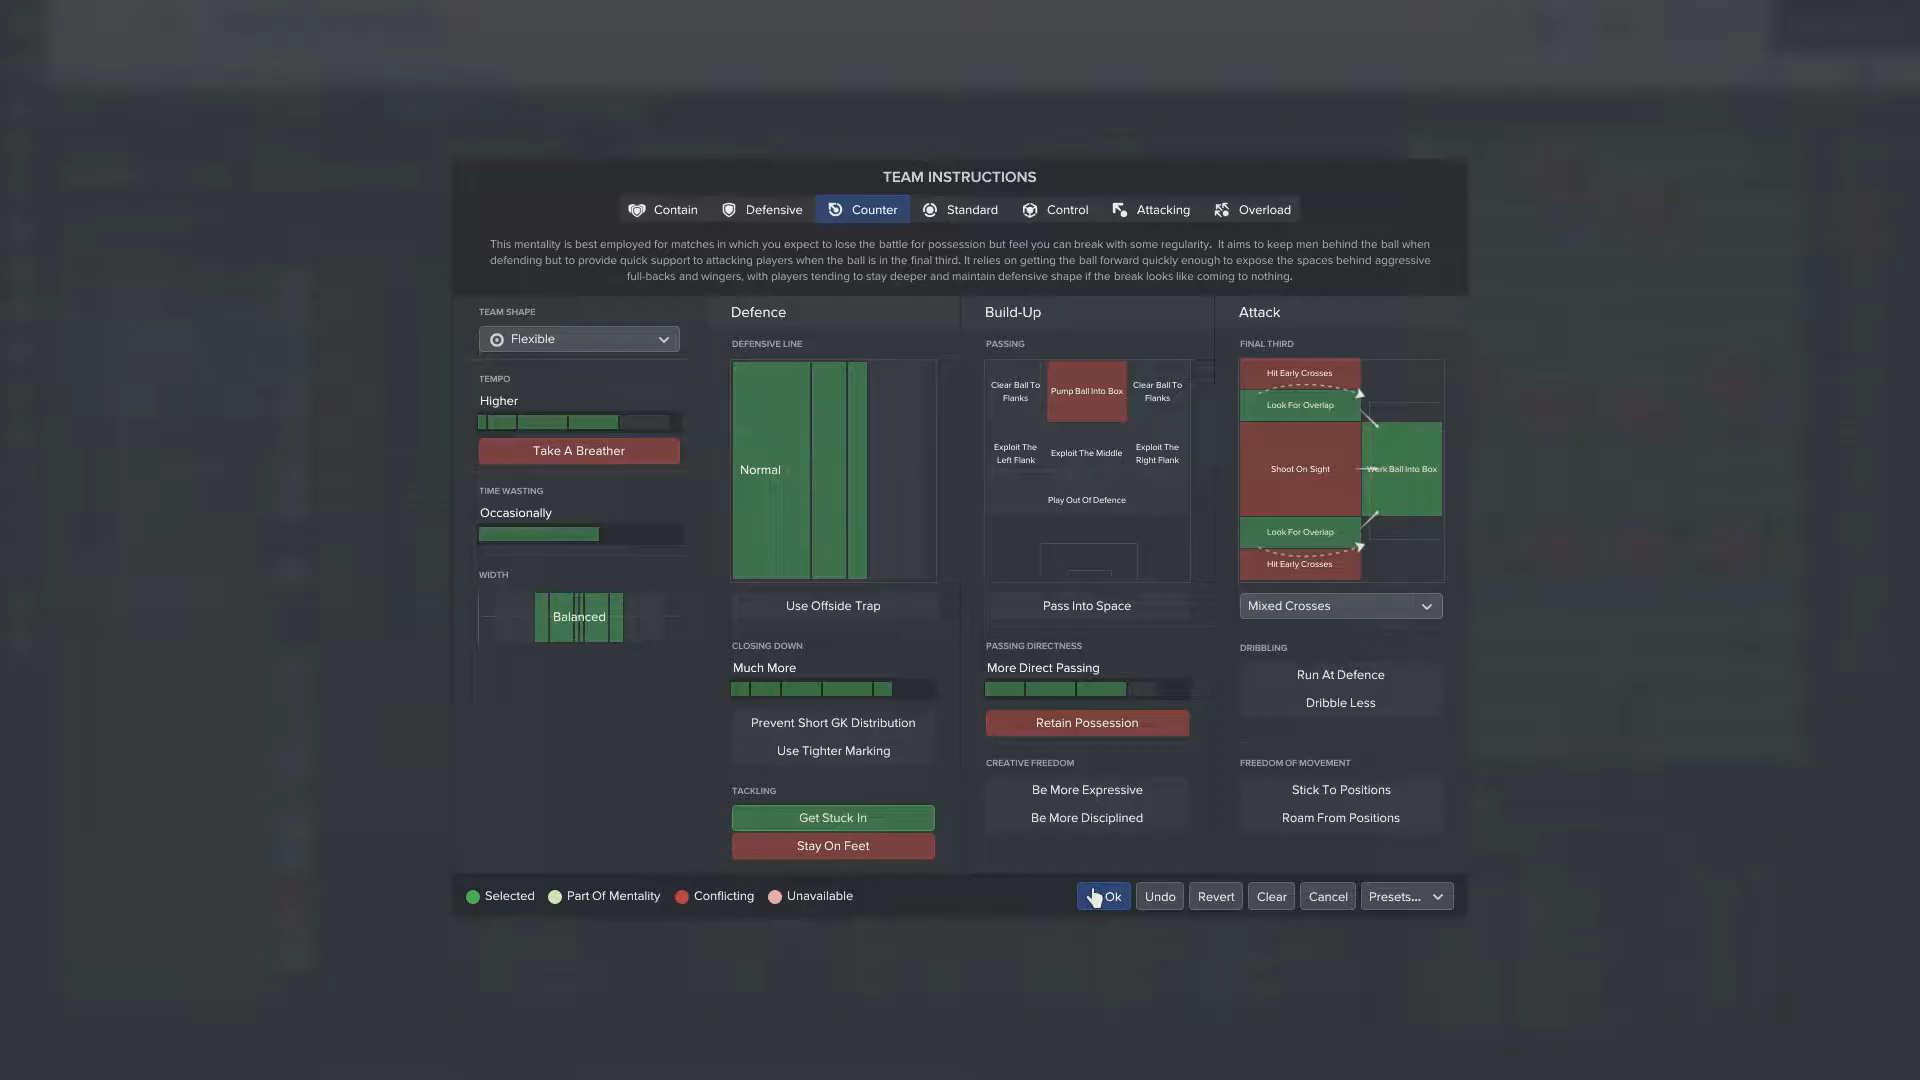 TEAM INSTRUCTIONS
Contain Defensive Counter Standard Control Attacking Overload
This mentality is best employed for matches in which you expect to lose the battle for possession but feel you can break with some regularity. It aims to keep men behind the ball when
defending but to provide quick support to attacking players when the ball is in the final third. It relies on getting the ball forward quickly enough to expose the spaces behind aggressive
full-backs and wingers, with players tending to stay deeper and maintain defensive shape if the break looks like coming to nothing.
TEAM SHAPE
Flexible
TEMPO
Higher
Take A Breather
TIME WASTING
Occasionally
WIDTH
Balanced
Defence
DEFENSIVE LINE
Normal
Use Offside Trap
CLOSING DOWN
Much More
Prevent Short GK Distribution
Use Tighter Marking
TACKLING
Get Stuck In
Stay On Feet
Build-Up
PASSING
Clear Ball To
Flanks
Pump Ball Into Box
Clear Ball To
Flanks
Exploit The
Left Flank
Exploit The Middle
Exploit The
Right Flank
Play Out Of Defence
Pass Into Space
PASSING DIRECTNESS
More Direct Passing
Retain Possession
CREATIVE FREEDOM
Be More Expressive
Be More Disciplined
Attack
FINAL THIRD
Hit Early Crosses
Look For Overlap
Shoot On Sight
Work Ball Into Box
Look For Overlap
Hit Early Crosses
Mixed Crosses
DRIBBLING
Run At Defence
Dribble Less
FREEDOM OF MOVEMENT
Stick To Positions
Roam From Positions
Selected Part Of Mentality Conflicting Unavailable
Ok Undo Revert Clear Cancel Presets...